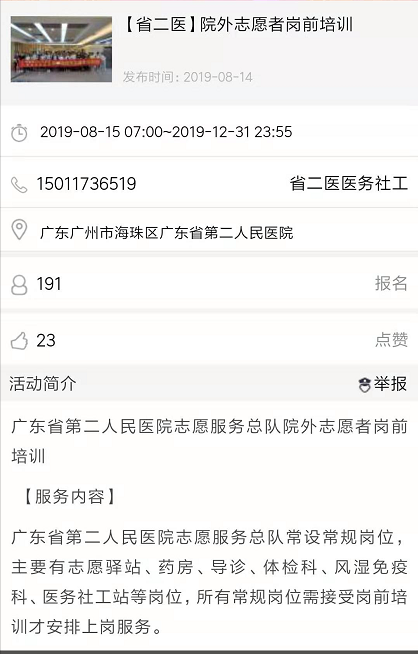 【省二医】院外志愿者岗前培训
发布时间：2019-08-14
2019-08-15 07:00~2019-12-31 23:55
15011736519 省二医医务社工
广东广州市海珠区广东省第二人民医院
191 报名
23 点赞
活动简介 举报
广东省第二人民医院志愿服务总队院外志愿者岗前
培训
【服务内容】
广东省第二人民医院志愿服务总队常设常规岗位，
主要有志愿驿站、药房、导诊、体检科、风湿免疫
科、医务社工站等岗位，所有常规岗位需接受岗前培
训才安排上岗服务。